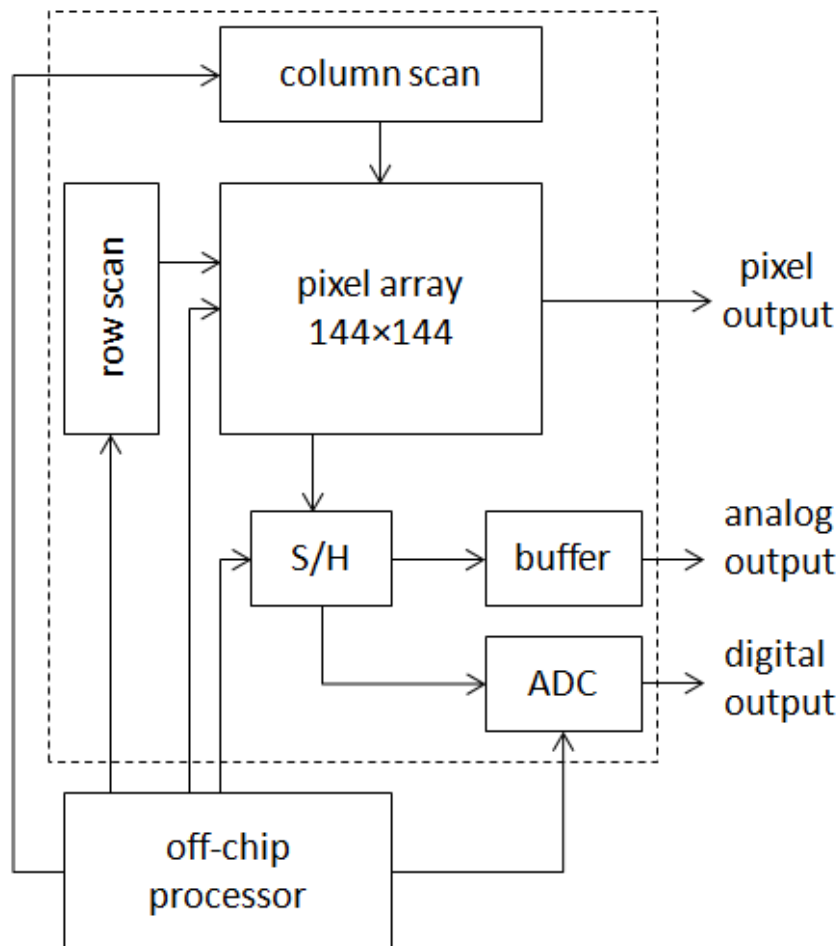 column scan
row scan
pixel array
144×144
pixel
output
S/H
buffer
analog
output
ADC
digital
output
off-chip
processor